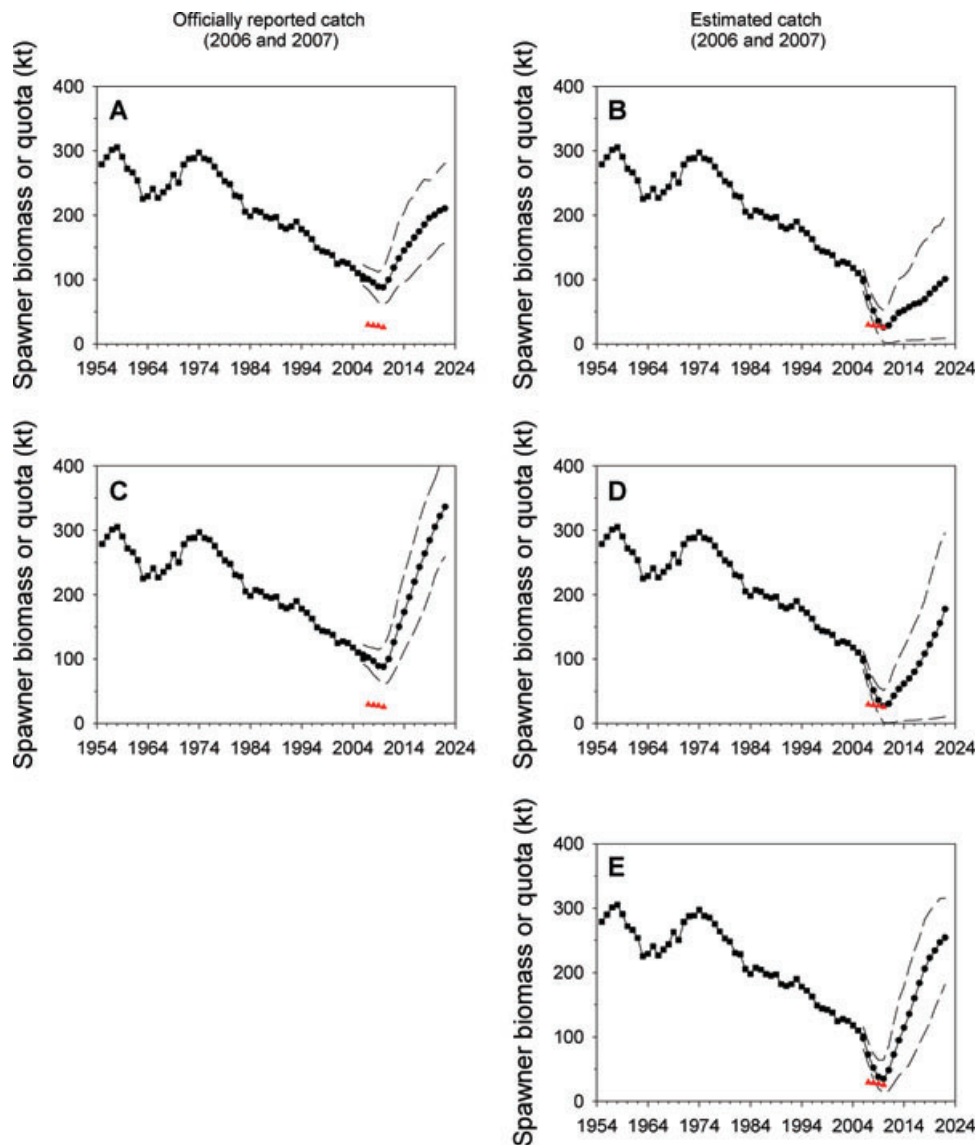 Officially reported catch
(2006 and 2007)
Estimated catch
(2006 and 2007)
Spawner biomass or quota (kt)
400
300
200
100
0
A
1954 1964 1974 1984 1994 2004 2014 2024
Spawner biomass or quota (kt)
400
300
200
100
0
B
1954 1964 1974 1984 1994 2004 2014 2024
Spawner biomass or quota (kt)
400
300
200
100
0
C
1954 1964 1974 1984 1994 2004 2014 2024
Spawner biomass or quota (kt)
400
300
200
100
0
D
1954 1964 1974 1984 1994 2004 2014 2024
Spawner biomass or quota (kt)
400
300
200
100
0
E
1954 1964 1974 1984 1994 2004 2014 2024